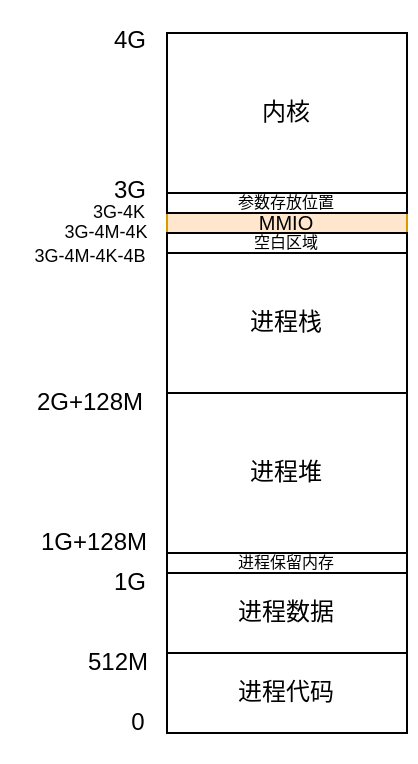 4G
内核
3G
参数存放位置
3G-4K
MMIO
3G-4M-4K
空白区域
3G-4M-4K-4B
进程栈
2G+128M
进程堆
1G+128M
进程保留内存
1G
进程数据
512M
进程代码
0